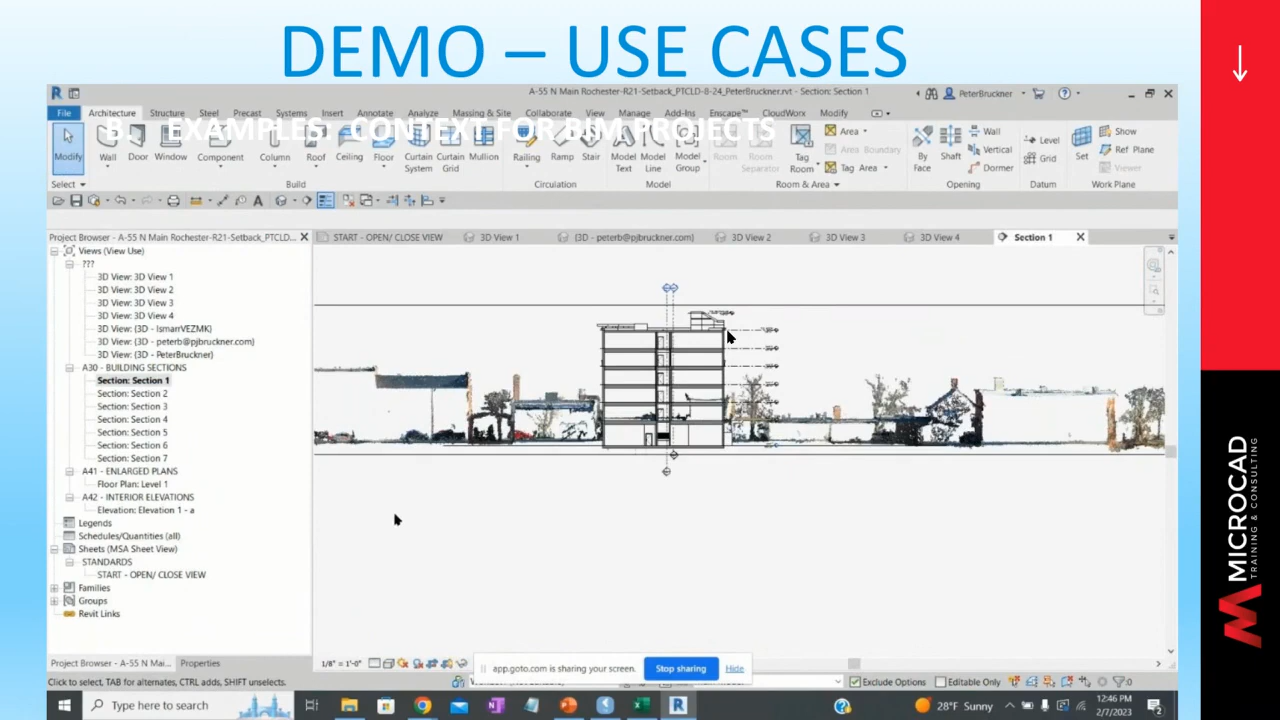 DEMO – USE CASES
A-55 N Main Rochester-R21-Setback_PTCLD-8-24_PeterBruckner.rvt - Section: Section 1
PeterBruckner
File Architecture Structure Steel Precast Systems Insert Annotate Analyze Massing & Site Collaborate View Manage Add-Ins Enscape™ CloudWorx Modify
B. EXAMPLES: CONTEXT FOR BIM PROJECTS
Modify Wall Door Window Component Column Roof Ceiling Floor Curtain System Curtain Grid Mullion Railing Ramp Stair Model Text Model Line Model Group Room Room Separator Tag Room
Area
Area Boundary
Tag Area
By Face Shaft
Wall
Vertical
Dormer
Level
Grid
Set
Show
Ref Plane
Viewer
Select Build Circulation Model Room & Area Opening Datum Work Plane
Project Browser - A-55 N Main Rochester-R21-Setback_PTCLD...
START - OPEN/ CLOSE VIEW 3D View 1 {3D - peterb@pjbruckner.com} 3D View 2 3D View 3 3D View 4 Section 1
Views (View Use)
???
3D View: 3D View 1
3D View: 3D View 2
3D View: 3D View 3
3D View: 3D View 4
3D View: {3D - IsmarrVEZMK}
3D View: {3D - peterb@pjbruckner.com}
3D View: {3D - PeterBruckner}
A30 - BUILDING SECTIONS
Section: Section 1
Section: Section 2
Section: Section 3
Section: Section 4
Section: Section 5
Section: Section 6
Section: Section 7
A41 - ENLARGED PLANS
Floor Plan: Level 1
A42 - INTERIOR ELEVATIONS
Elevation: Elevation 1 - a
Legends
Schedules/Quantities (all)
Sheets (MSA Sheet View)
STANDARDS
START - OPEN/ CLOSE VIEW
Families
Groups
Revit Links
Project Browser - A-55 N Mai... Properties
1/8" = 1'-0"
app.goto.com is sharing your screen. Stop sharing Hide
Click to select, TAB for alternates, CTRL adds, SHIFT unselects.
Exclude Options Editable Only :0
Type here to search
28°F Sunny
12:46 PM
2/7/2023
2
MICROCAD
TRAINING & CONSULTING